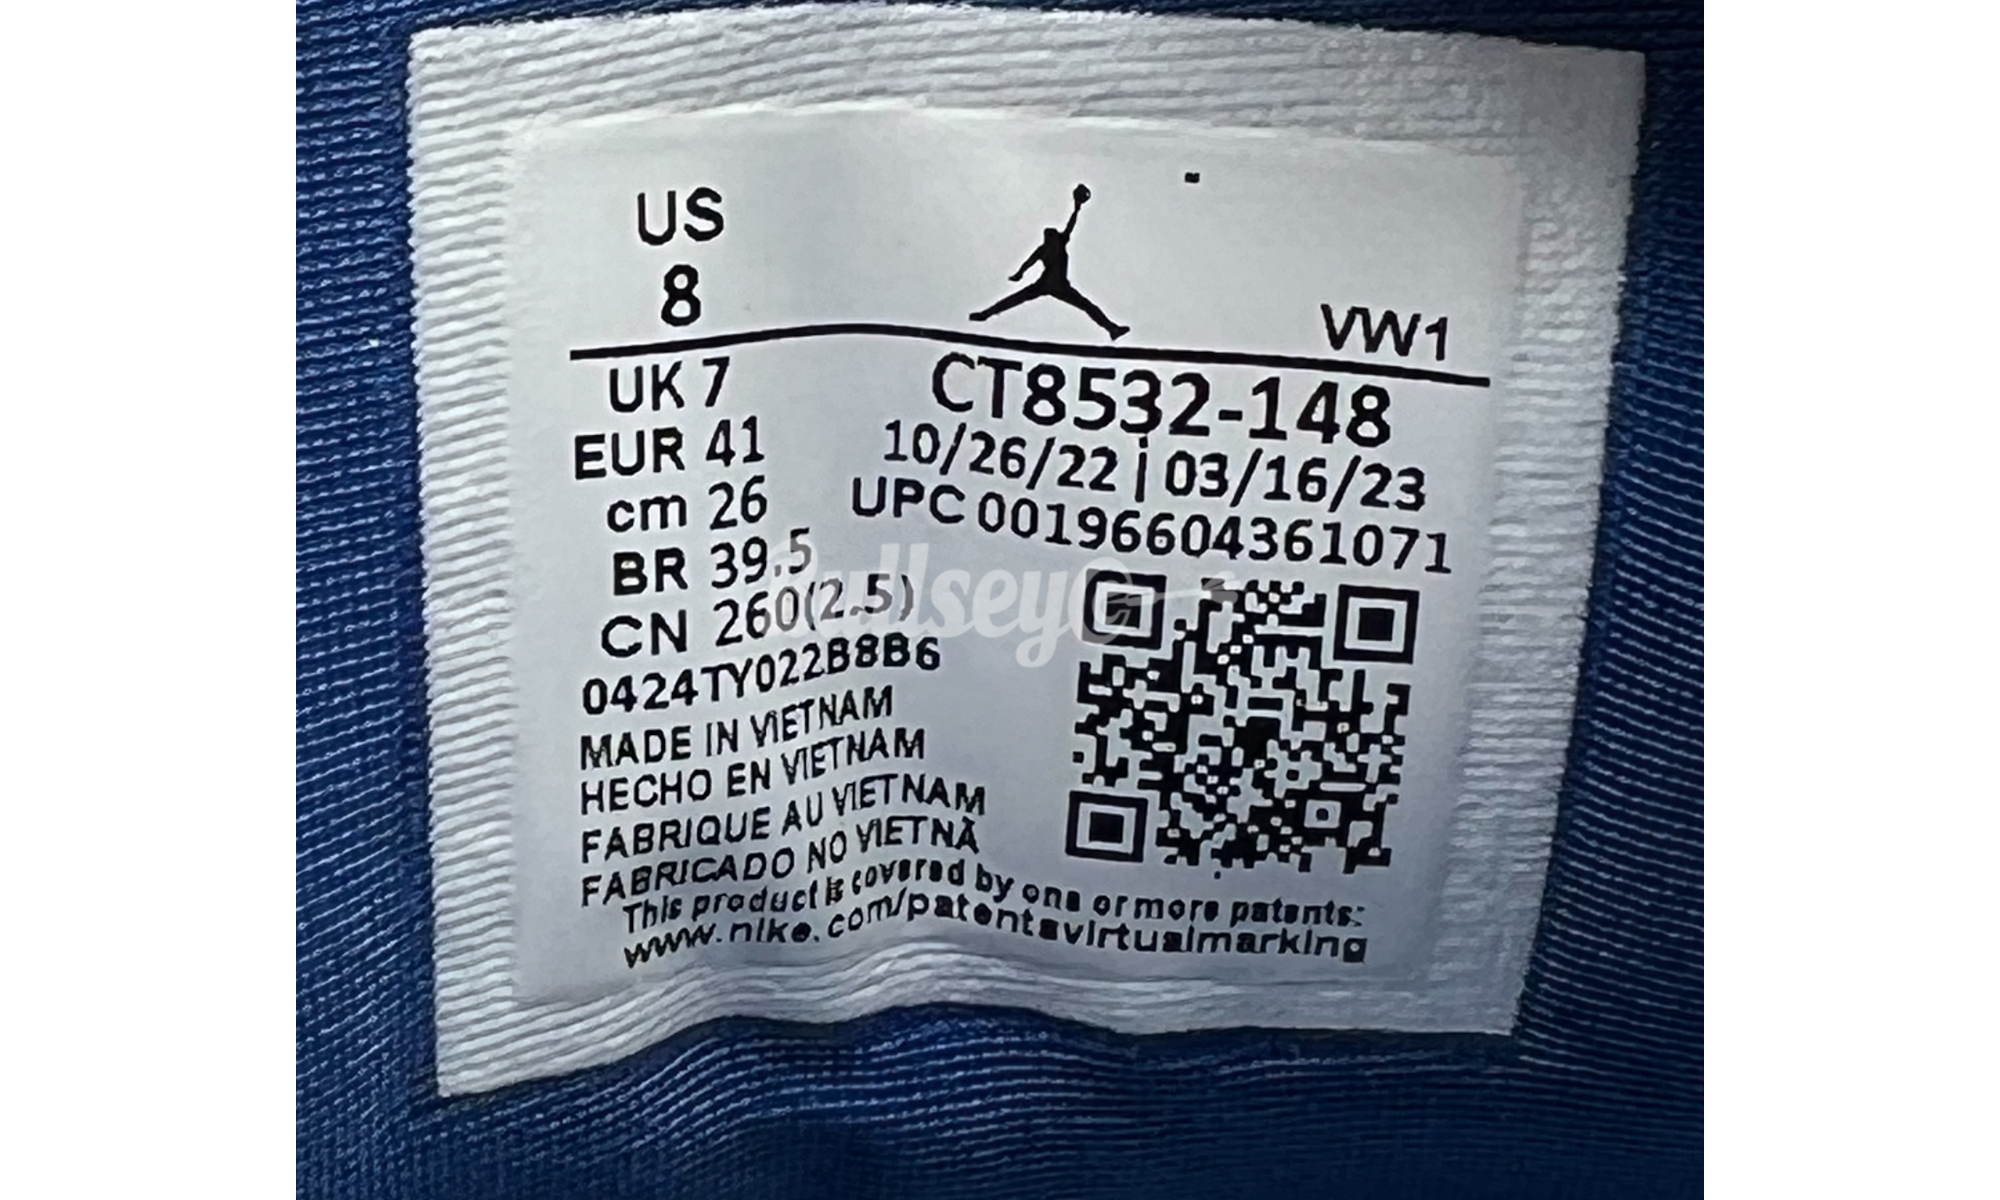 US
8
VW1
UK 7
EUR 41
cm 26
BR 39.5
CN 260(2.5)
CT8532-148
10/26/22 | 03/16/23
UPC 00196604361071
0424TY022B8B6
MADE IN VIETNAM
HECHO EN VIETNAM
FABRIQUE AU VIETNAM
FABRICADO NO VIETNÃ
This product is covered by one or more patents:
www.nike.com/patentsvirtualmarking
Bullseye